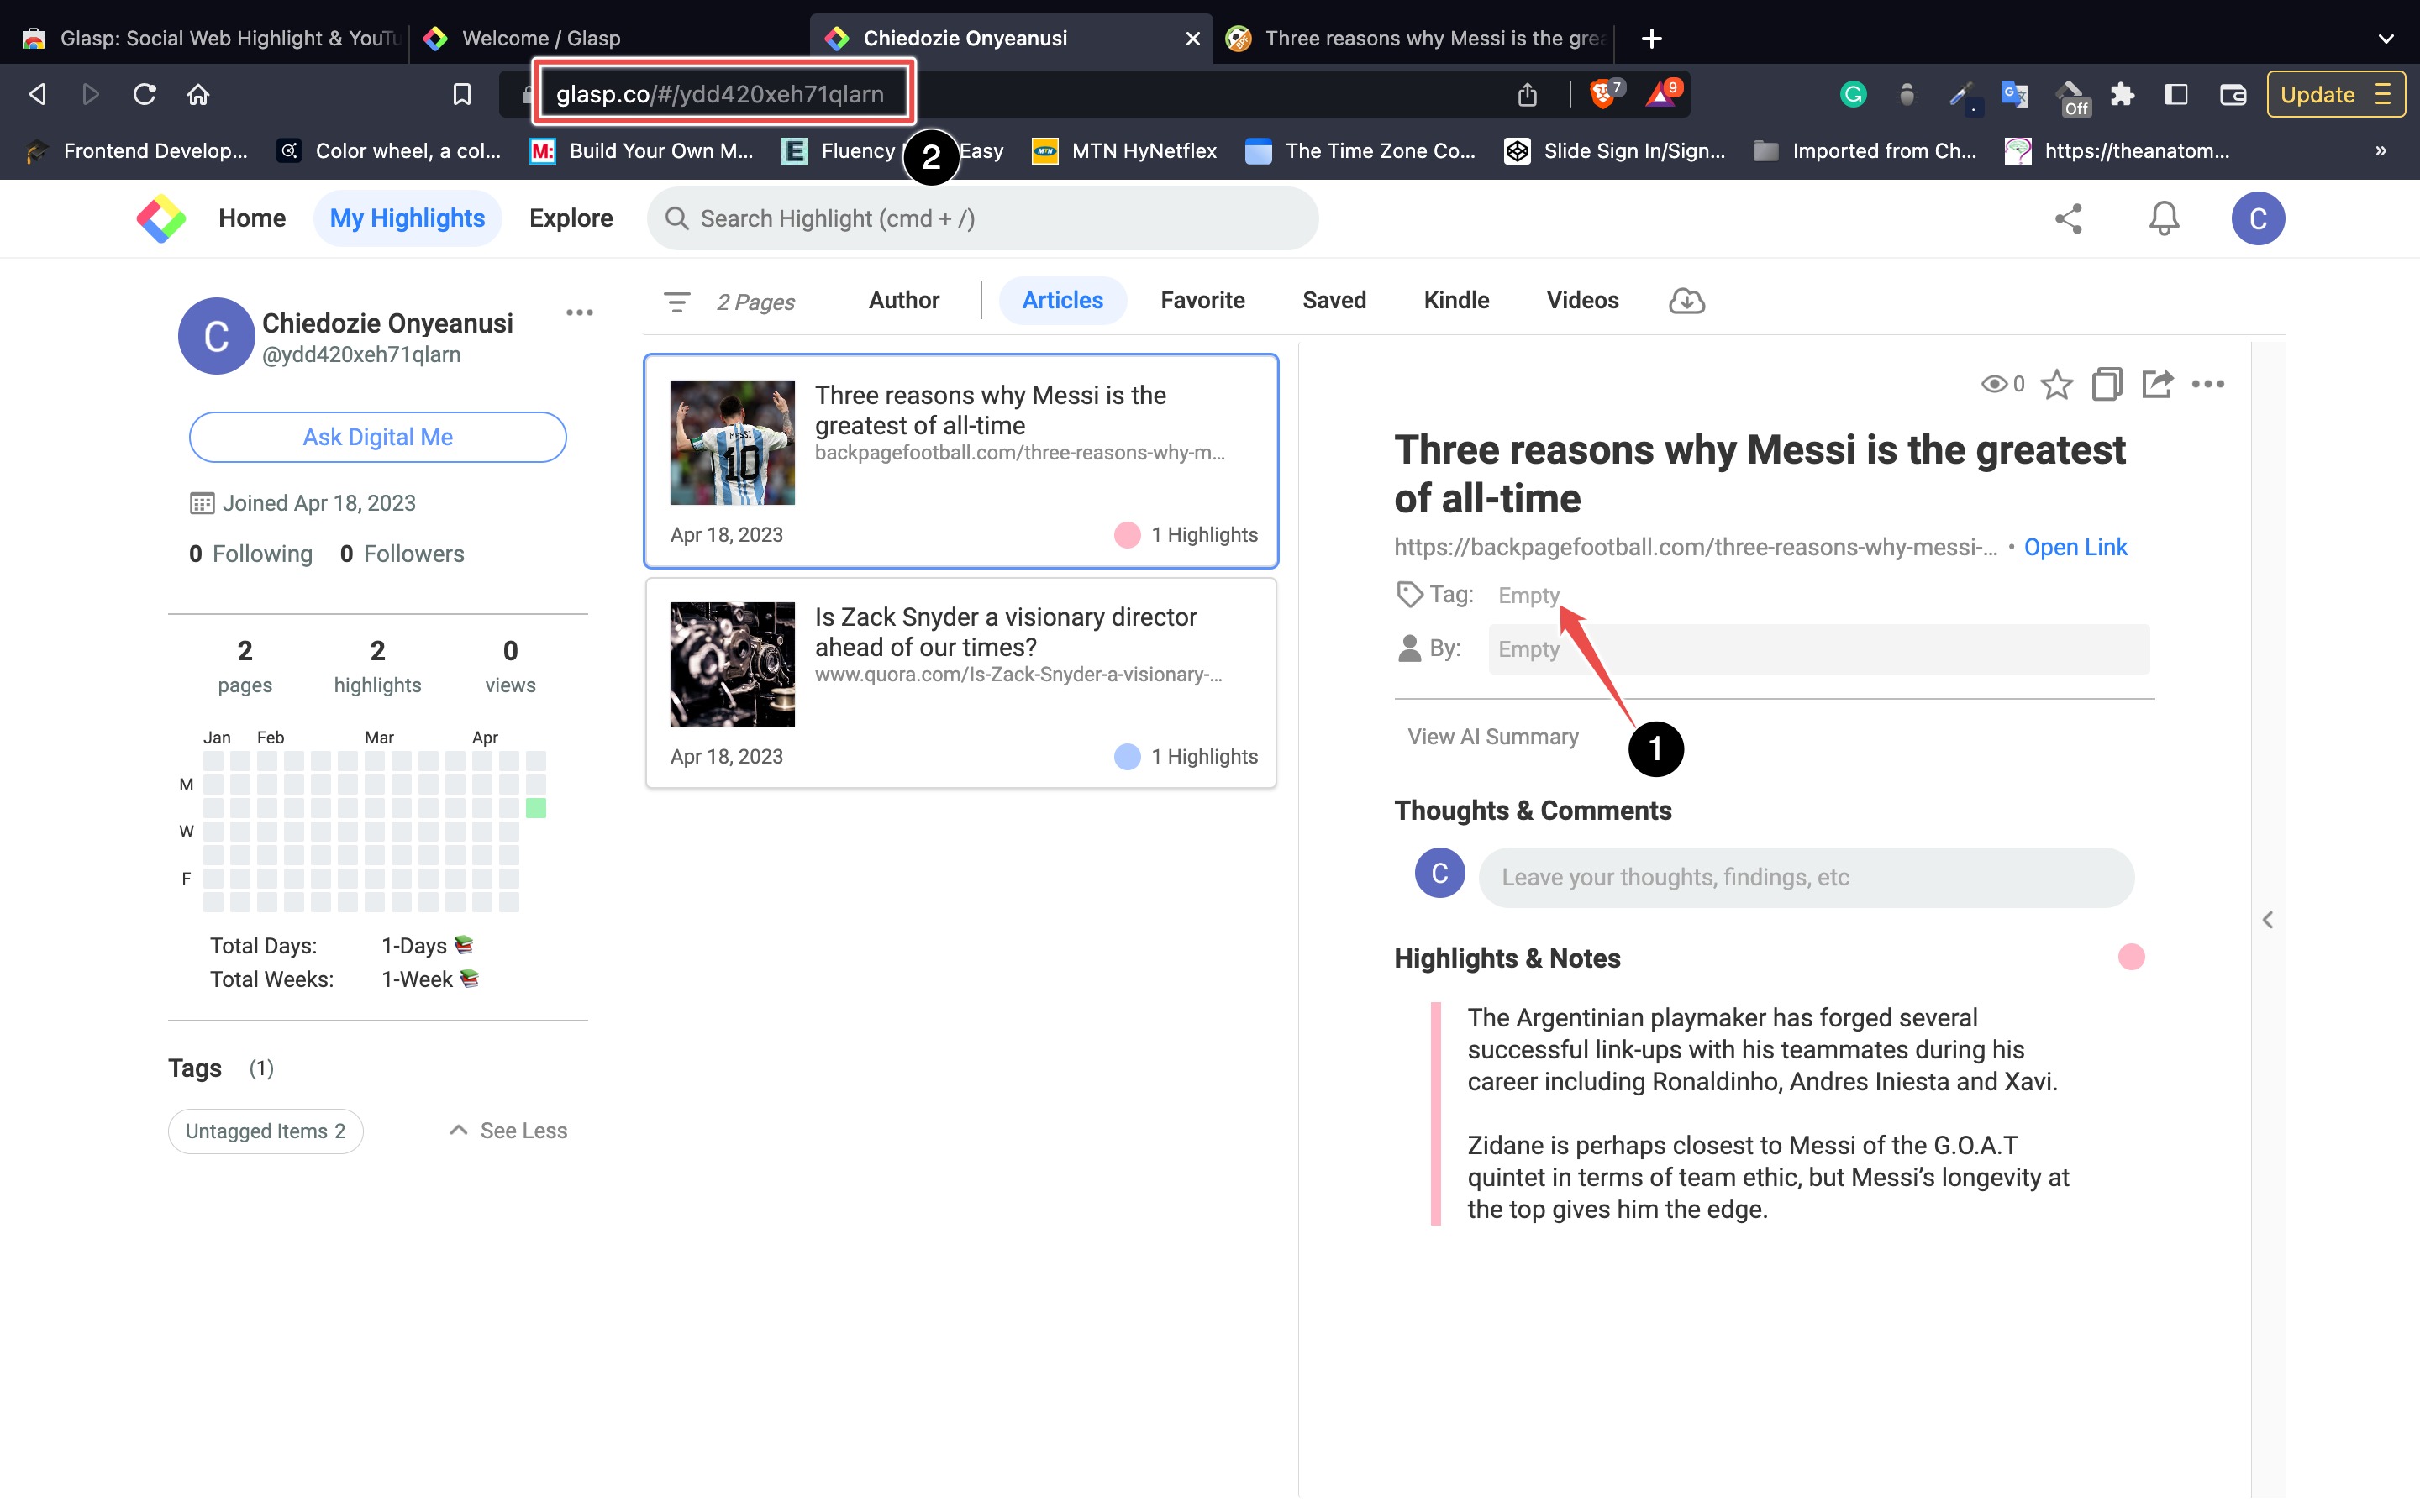 Glasp: Social Web Highlight & YouTu
Welcome / Glasp
Chiedozie Onyeanusi
Three reasons why Messi is the grea
glasp.co/#/ydd420xeh71qlarn
7
9
G
Off
Update
Frontend Develop...
Color wheel, a col...
M: Build Your Own M...
E Fluency
2
Easy
MTN HyNetflex
The Time Zone Co...
Slide Sign In/Sign...
Imported from Ch...
https://theanatom...
»
Home
My Highlights
Explore
Search Highlight (cmd + /)
C
C
Chiedozie Onyeanusi
@ydd420xeh71qlarn
Ask Digital Me
Joined Apr 18, 2023
0 Following 0 Followers
2 pages
2 highlights
0 views
Jan Feb Mar Apr
M
W
F
Total Days: 1-Days
Total Weeks: 1-Week
Tags (1)
Untagged Items 2
See Less
2 Pages
Author
Articles
Favorite
Saved
Kindle
Videos
MESSI
10
Three reasons why Messi is the
greatest of all-time
backpagefootball.com/three-reasons-why-m...
Apr 18, 2023
1 Highlights
Is Zack Snyder a visionary director
ahead of our times?
www.quora.com/Is-Zack-Snyder-a-visionary-...
Apr 18, 2023
1 Highlights
0
Three reasons why Messi is the greatest
of all-time
https://backpagefootball.com/three-reasons-why-messi-... • Open Link
Tag: Empty
By: Empty
1
View AI Summary
Thoughts & Comments
C
Leave your thoughts, findings, etc
Highlights & Notes
The Argentinian playmaker has forged several
successful link-ups with his teammates during his
career including Ronaldinho, Andres Iniesta and Xavi.
Zidane is perhaps closest to Messi of the G.O.A.T
quintet in terms of team ethic, but Messi’s longevity at
the top gives him the edge.